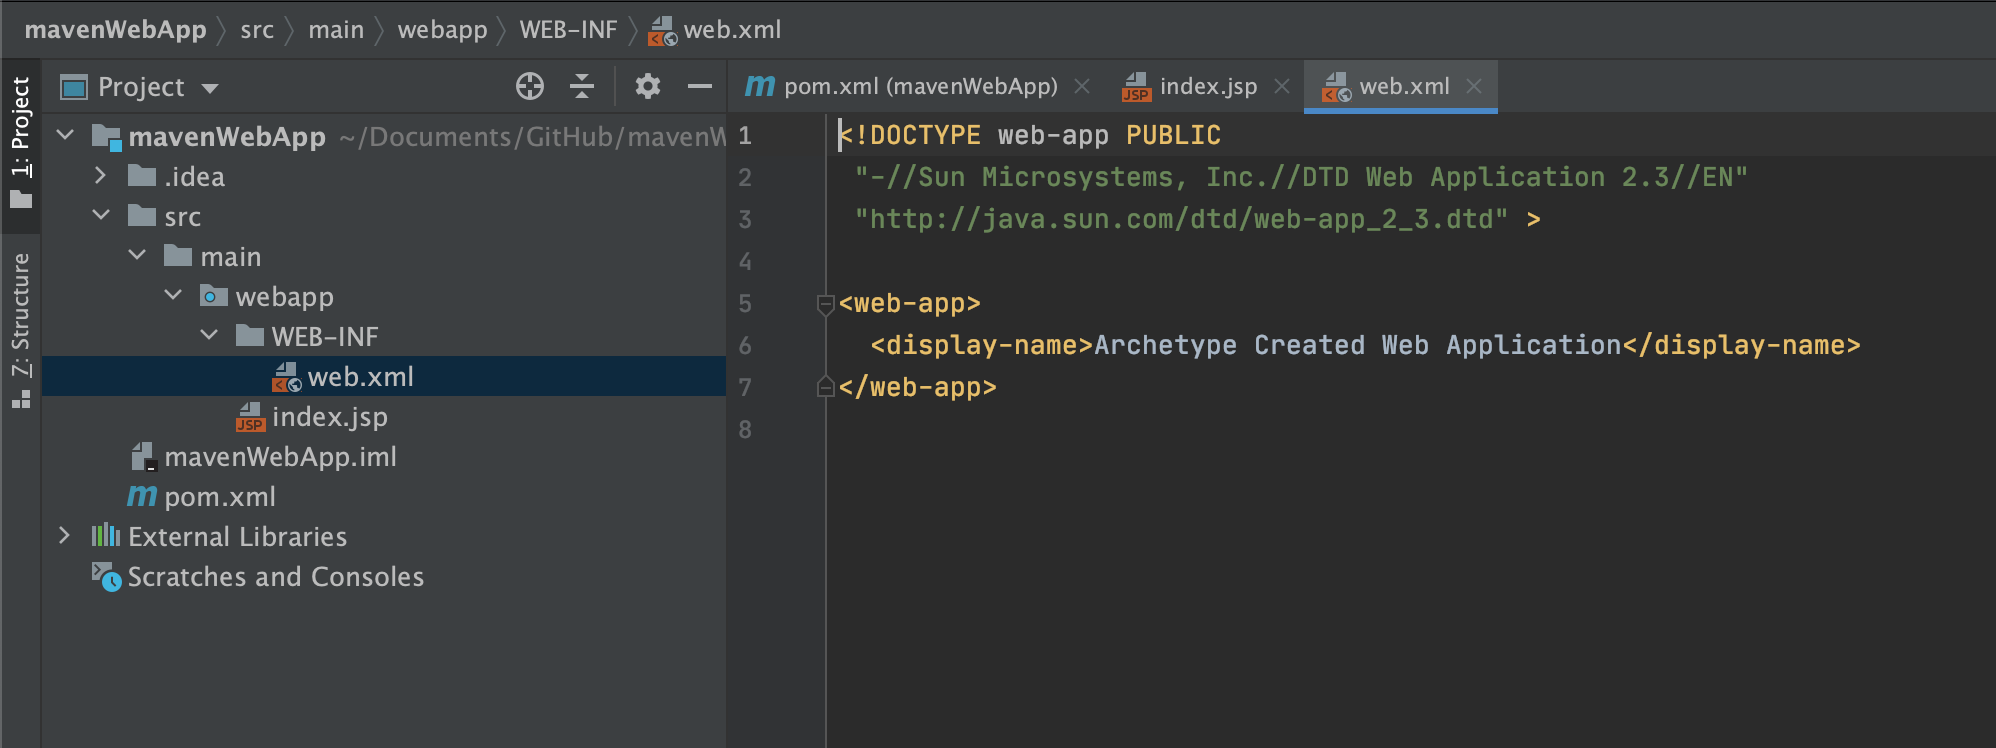 mavenWebApp src main webapp WEB-INF web.xml
1: Project
7: Structure
Project
mavenWebApp ~/Documents/GitHub/mavenW
.idea
src
main
webapp
WEB-INF
web.xml
index.jsp
mavenWebApp.iml
pom.xml
External Libraries
Scratches and Consoles
pom.xml (mavenWebApp) index.jsp web.xml
1 <!DOCTYPE web-app PUBLIC
2 "-//Sun Microsystems, Inc.//DTD Web Application 2.3//EN"
3 "http://java.sun.com/dtd/web-app_2_3.dtd" >
4
5 <web-app>
6 <display-name>Archetype Created Web Application</display-name>
7 </web-app>
8